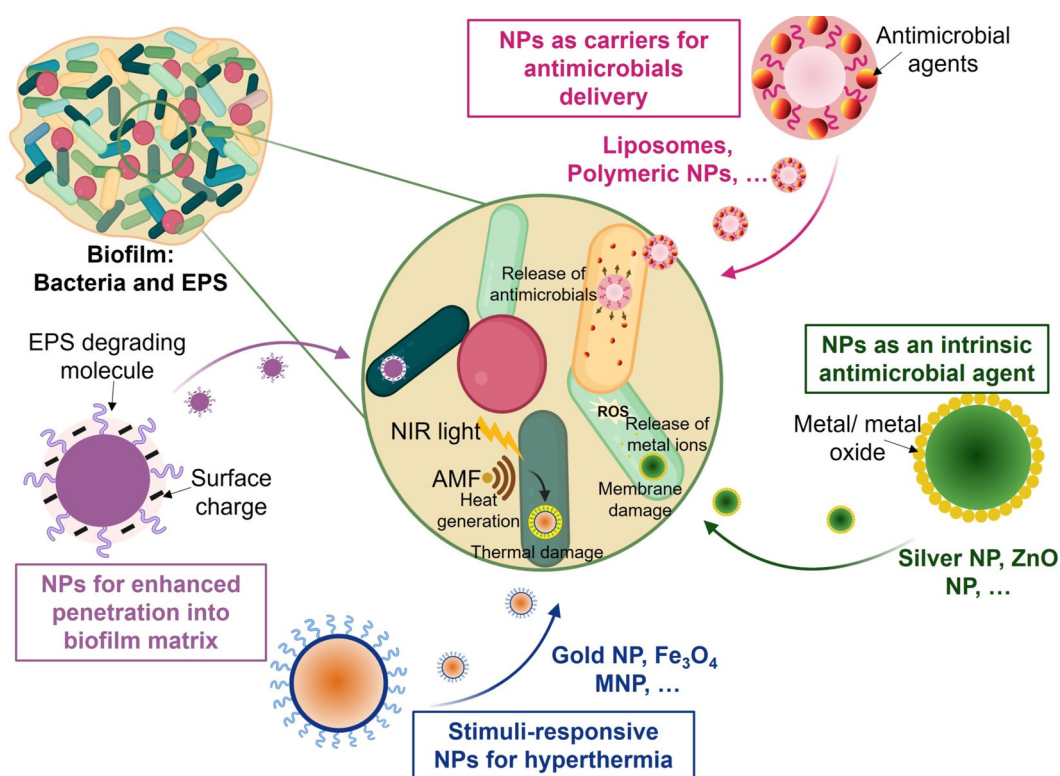 NPs as carriers for
antimicrobials
delivery
Antimicrobial
agents
Liposomes,
Polymeric NPs, …
Biofilm:
Bacteria and EPS
EPS degrading
molecule
Surface
charge
NPs for enhanced
penetration into
biofilm matrix
Release of
antimicrobials
ROS
Release of
metal ions
Membrane
damage
NIR light
AMF
Heat
generation
Thermal damage
NPs as an intrinsic
antimicrobial agent
Metal/ metal
oxide
Silver NP, ZnO
NP, …
Gold NP, Fe₃O₄
MNP, …
Stimuli-responsive
NPs for hyperthermia